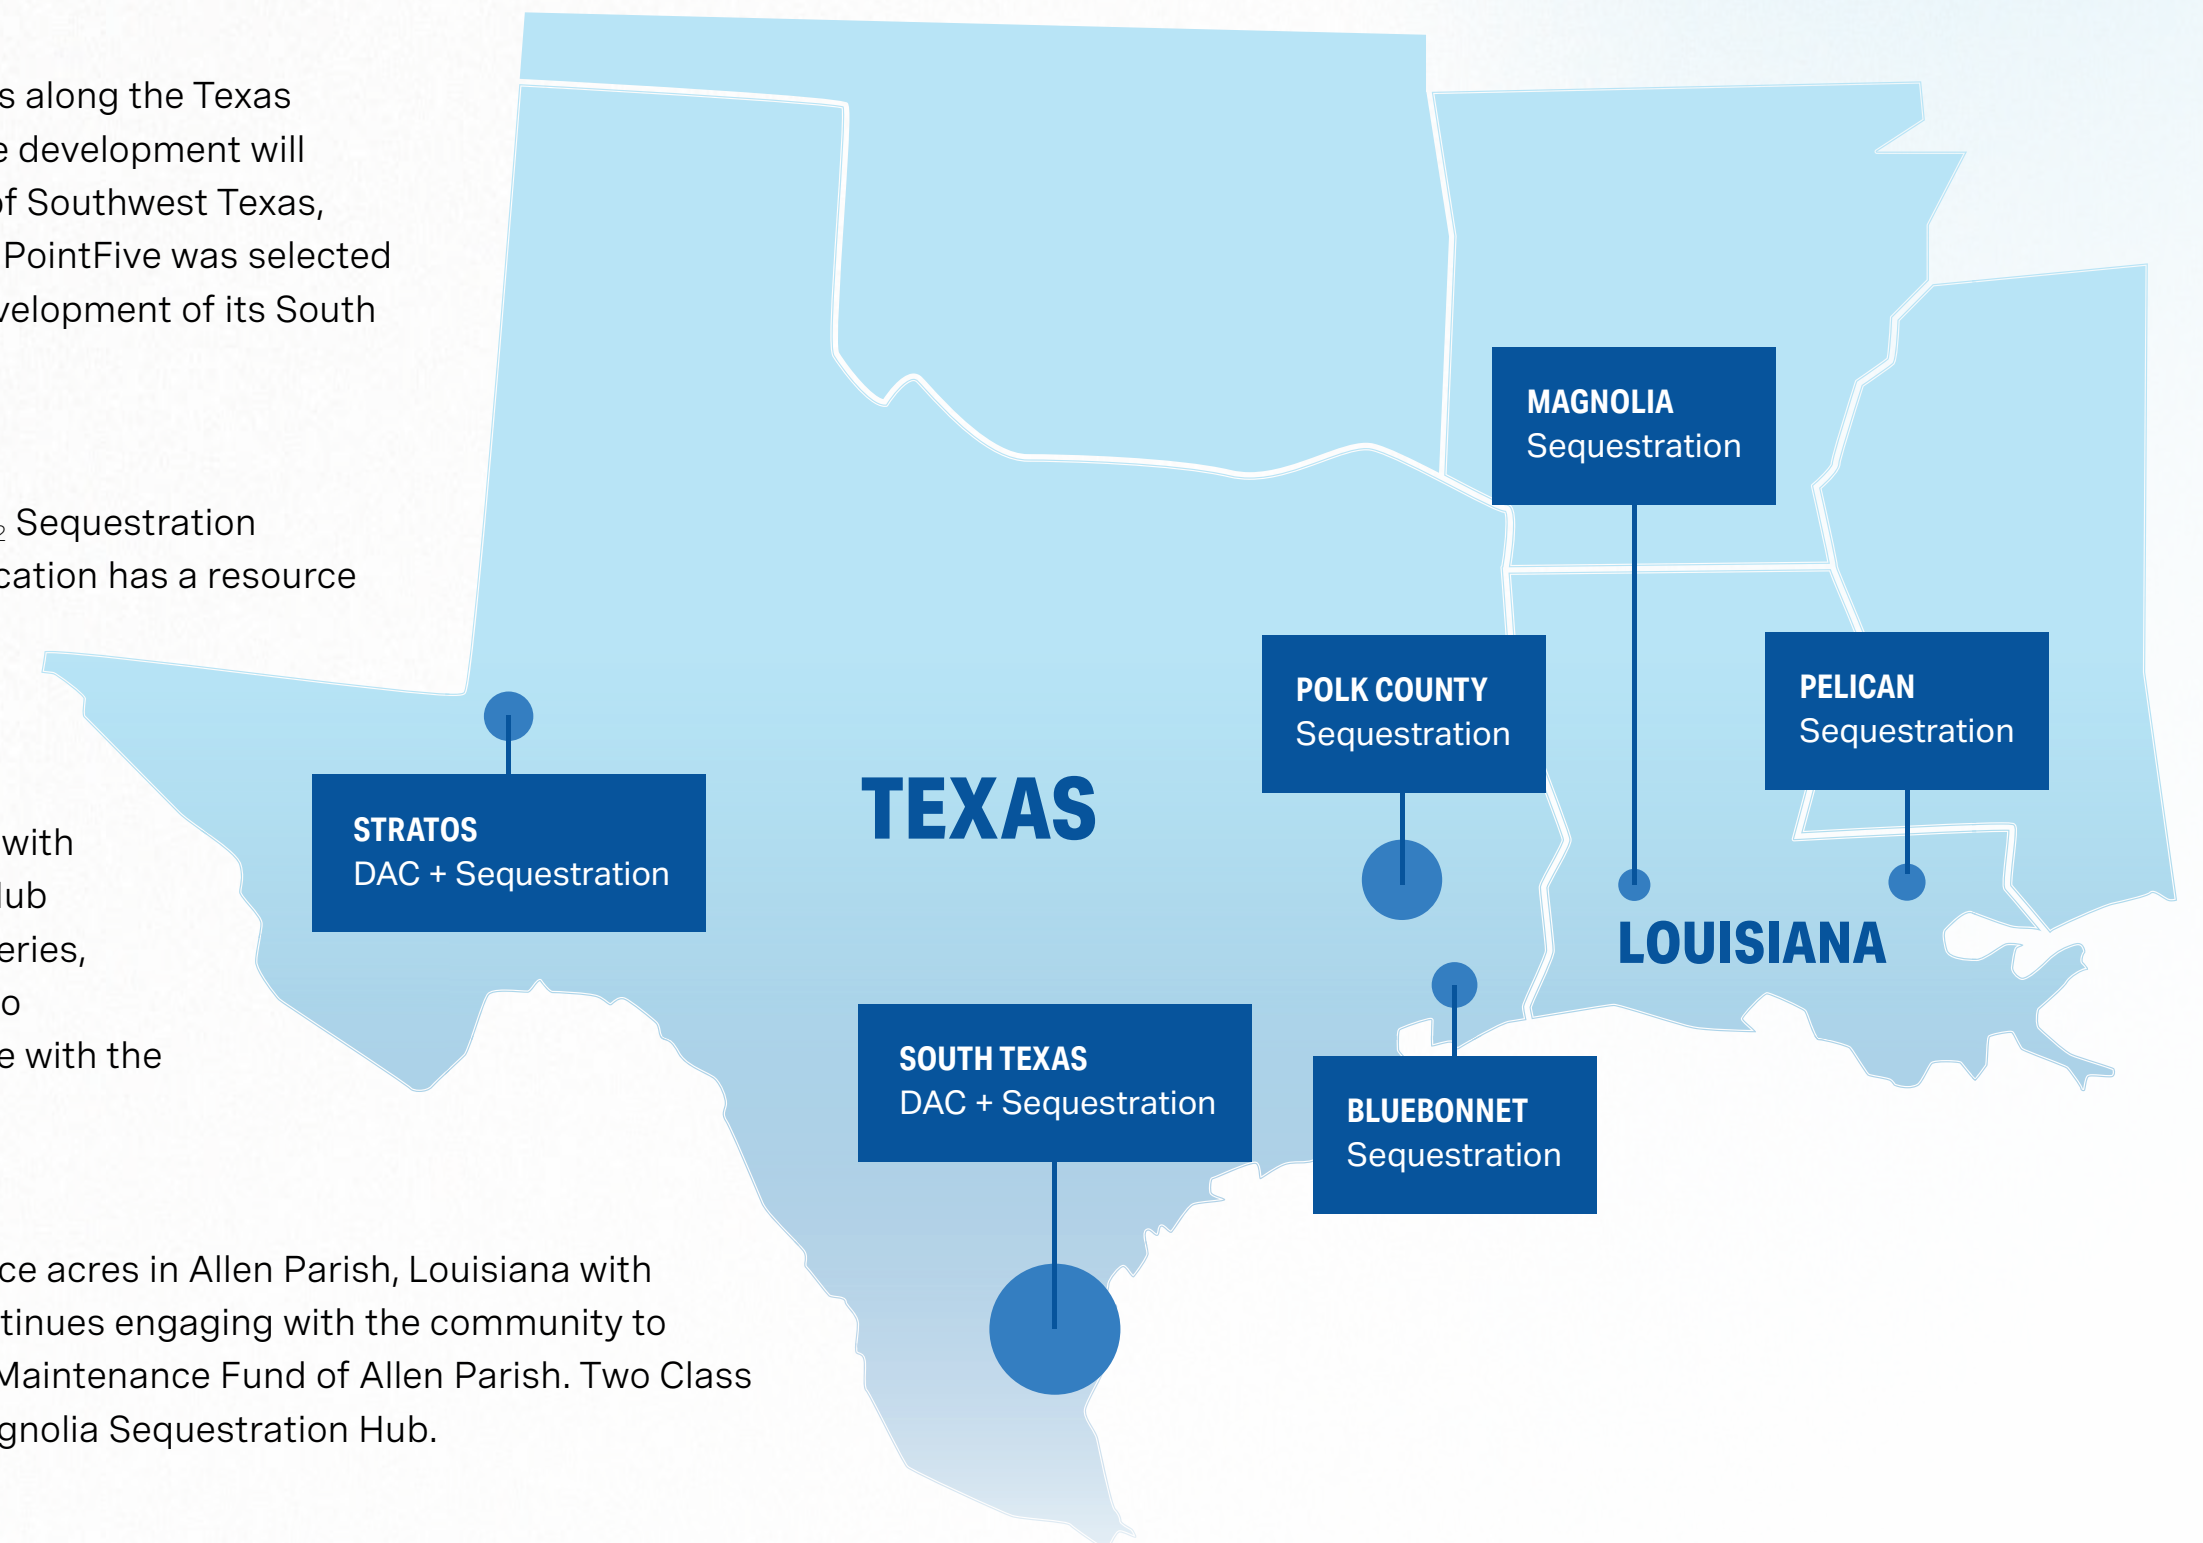 s along the Texas
e development will
of Southwest Texas,
PointFive was selected
velopment of its South
₂ Sequestration
cation has a resource
with
Hub
eries,
o
e with the
ce acres in Allen Parish, Louisiana with
tinues engaging with the community to
Maintenance Fund of Allen Parish. Two Class
gnolia Sequestration Hub.
MAGNOLIA
Sequestration
POLK COUNTY
Sequestration
PELICAN
Sequestration
STRATOS
DAC + Sequestration
TEXAS
LOUISIANA
SOUTH TEXAS
DAC + Sequestration
BLUEBONNET
Sequestration